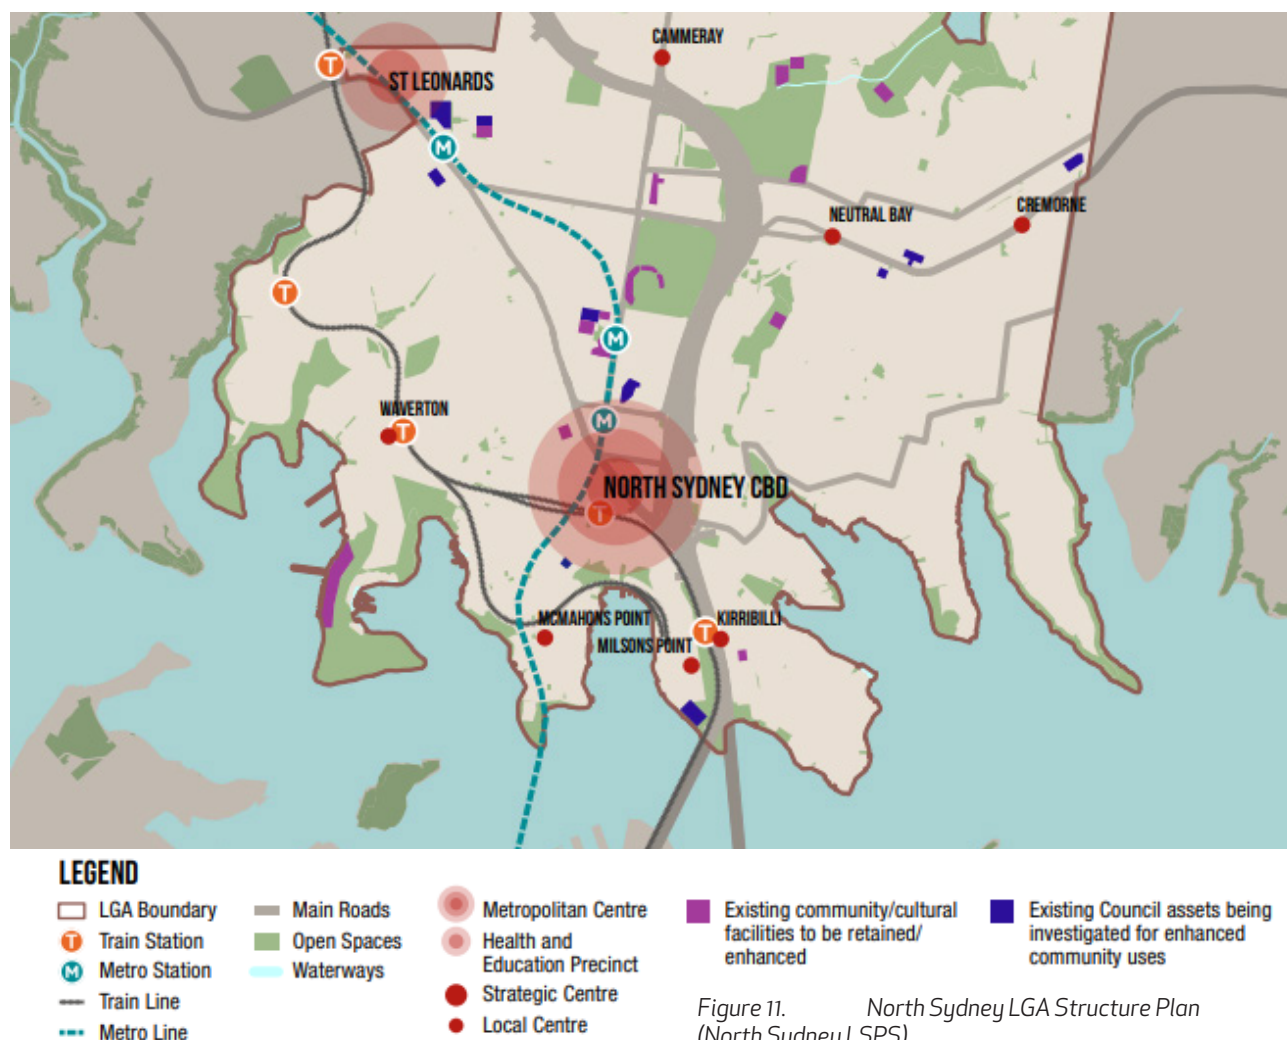 CAMMERAY
T
ST LEONARDS
M
NEUTRAL BAY
CREMORNE
T
M
WAVERTON
T
M
NORTH SYDNEY CBD
T
MCMAHONS POINT
T
KIRRIBILLI
MILSONS POINT
LEGEND
LGA Boundary
T
Train Station
M
Metro Station
Train Line
Metro Line
Main Roads
Open Spaces
Waterways
Metropolitan Centre
Health and
Education Precinct
Strategic Centre
Local Centre
Existing community/cultural
facilities to be retained/
enhanced
Existing Council assets being
investigated for enhanced
community uses
Figure 11. North Sydney LGA Structure Plan
(North Sydney LSPS)